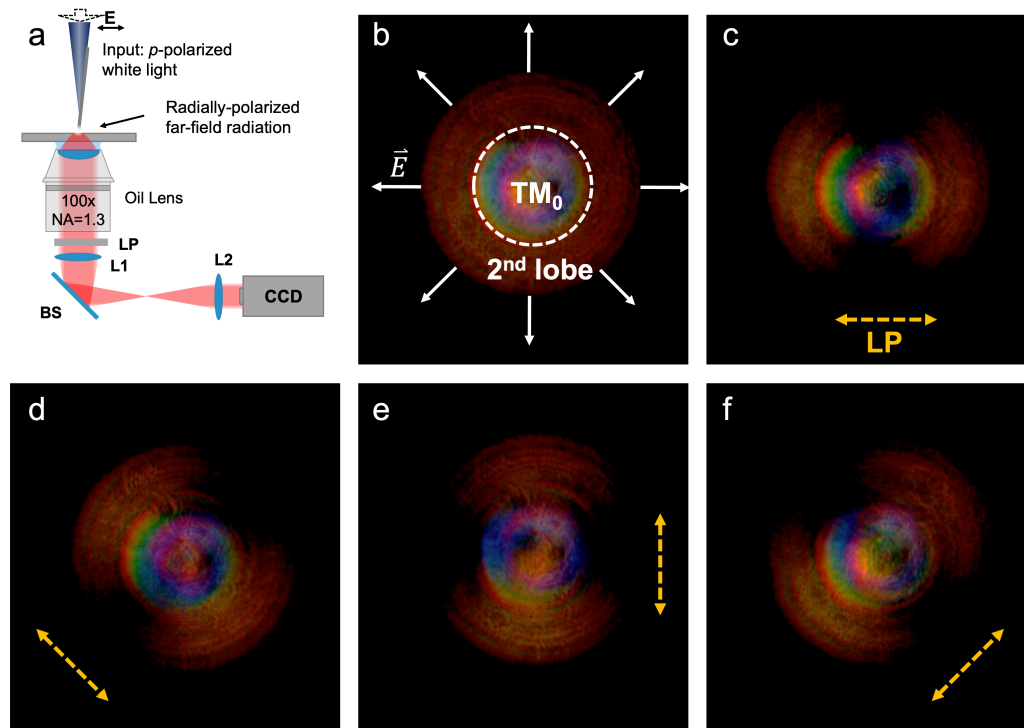 a
E
Input: p-polarized
white light
Radially-polarized
far-field radiation
100x
NA=1.3
Oil Lens
LP
L1
L2
BS
CCD
b
E⃗
TM₀
2ⁿᵈ lobe
c
LP
d
e
f